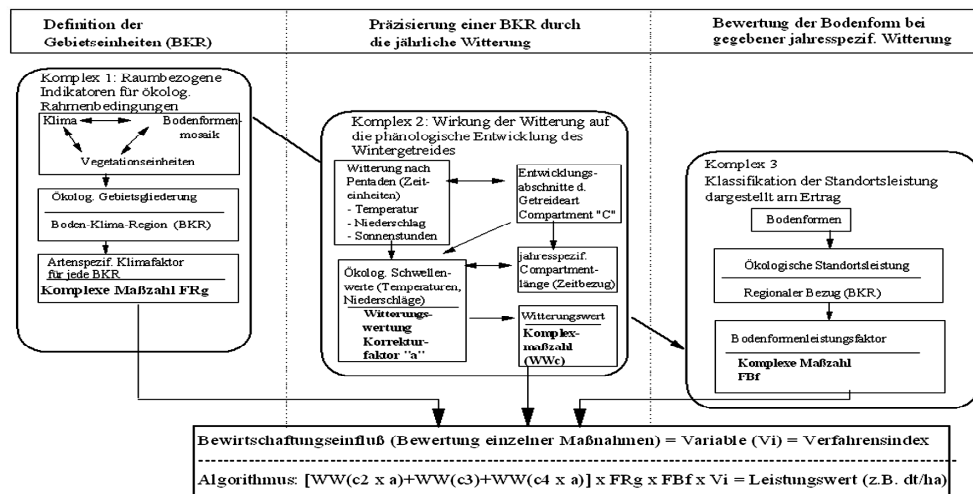 Definition der
Gebietseinheiten (BKR)
Präzisierung einer BKR durch
die jährliche Witterung
Bewertung der Bodenform bei
gegebener jahresspezif. Witterung
Komplex 1: Raumbezogene
Indikatoren für ökolog.
Rahmenbedingungen
Klima
Bodenformen-
mosaik
Vegetationseinheiten
Ökolog. Gebietsgliederung
Boden-Klima-Region (BKR)
Artenspezif. Klimafaktor
für jede BKR
Komplexe Maßzahl FRg
Komplex 2: Wirkung der Witterung auf
die phänologische Entwicklung des
Wintergetreides
Witterung nach
Pentaden (Zeit-
einheiten)
- Temperatur
- Niederschlag
- Sonnenstunden
Entwicklungs-
abschnitte d.
Getreideart
Compartment "C"
Ökolog. Schwellen-
werte (Temperaturen,
Niederschläge)
Witterungs-
wertung
Korrektur-
faktor "a"
jahresspezif.
Compartment-
länge (Zeitbezug)
Witterungswert
Komplex-
maßzahl
(WWc)
Komplex 3
Klassifikation der Standortsleistung
dargestellt am Ertrag
Bodenformen
Ökologische Standortsleistung
Regionaler Bezug (BKR)
Bodenformenleistungsfaktor
Komplexe Maßzahl
FBf
Bewirtschaftungseinfluß (Bewertung einzelner Maßnahmen) = Variable (Vi) = Verfahrensindex
Algorithmus: [WW(c2 x a)+WW(c3)+WW(c4 x a)] x FRg x FBf x Vi = Leistungswert (z.B. dt/ha)